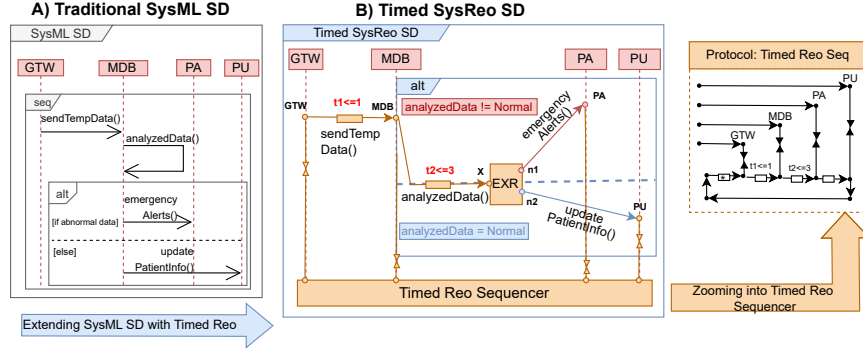 A) Traditional SysML SD
SysML SD
GTW
MDB
PA
PU
seq
sendTempData()
analyzedData()
alt
emergency
[if abnormal data]
Alerts()
[else]
update
PatientInfo()
Extending SysML SD with Timed Reo
B) Timed SysReo SD
Timed SysReo SD
GTW
MDB
PA
PU
alt
analyzedData != Normal
GTW
t1<=1
MDB
PA
sendTemp
Data()
emergency
Alerts()
t2<=3
X
EXR
n1
n2
analyzedData()
update
PatientInfo()
PU
analyzedData = Normal
Timed Reo Sequencer
Protocol: Timed Reo Seq
PU
PA
MDB
GTW
t1<=1
t2<=3
Zooming into Timed Reo
Sequencer